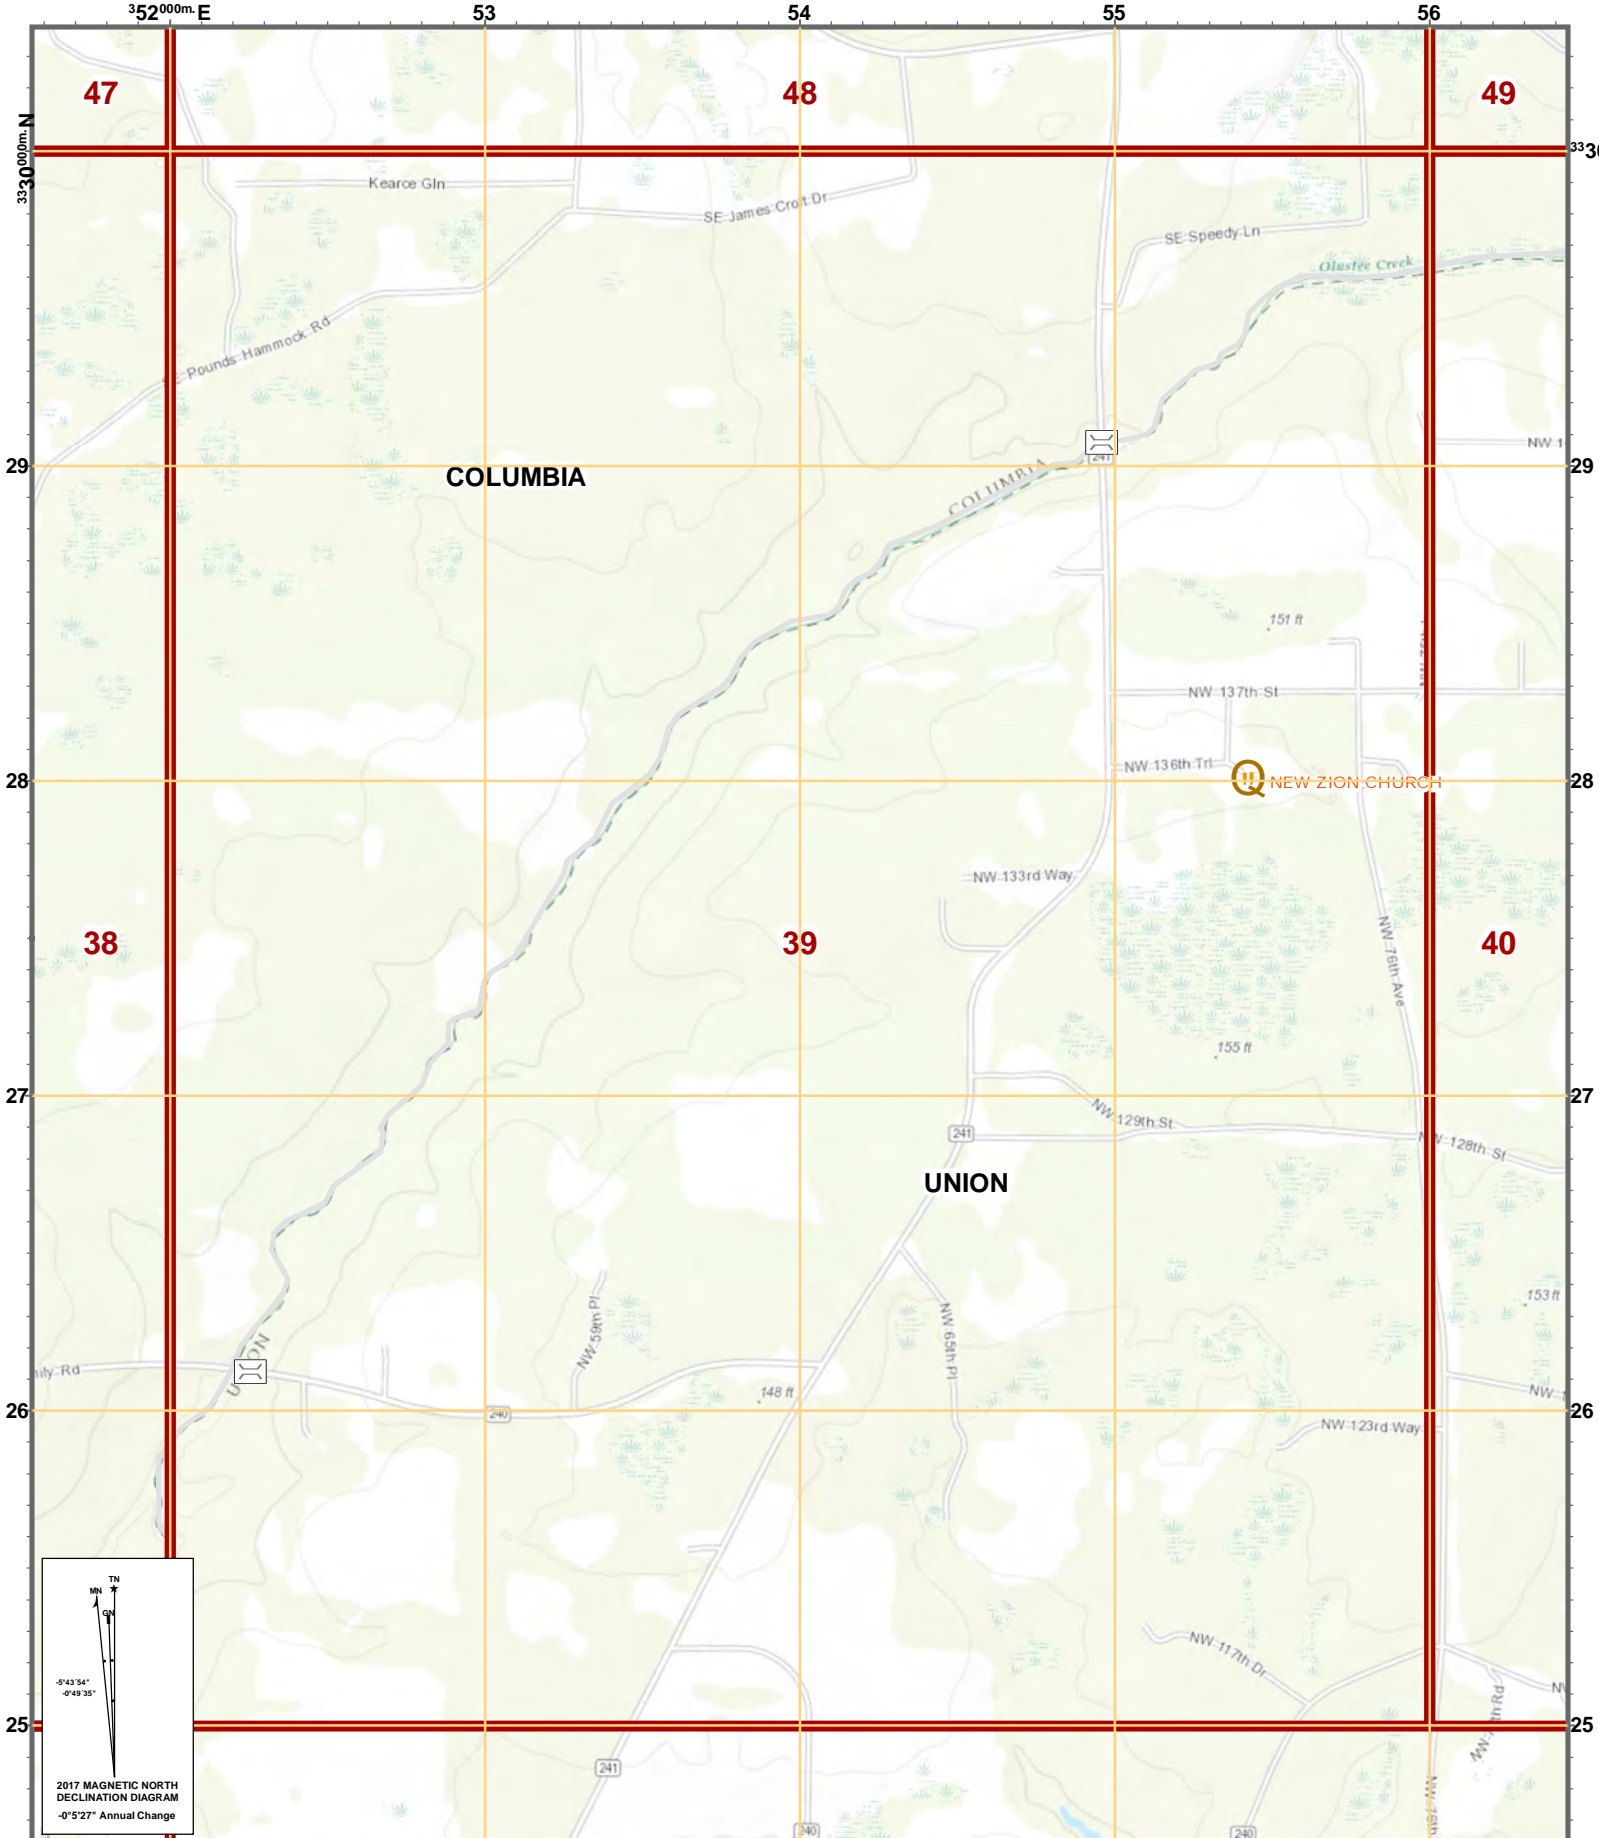 352000m. E
53
54
55
56
47
48
49
3330000m. N
Kearce Gln
SE James Croft Dr
SE Speedy Ln
Olustee Creek
Pounds Hammock Rd
29
COLUMBIA
COLUMBIA
241
NW 1
29
151 ft
NW 137th St
NW 136th Trl
28
NEW ZION CHURCH
28
NW 133rd Way
38
39
40
NW 76th Ave
155 ft
27
27
NW 129th St
241
NW 128th St
UNION
153 ft
NW 59th Pl
NW 65th Pl
UNION
ily Rd
148 ft
NW 1
26
240
NW 123rd Way
26
NW 117th Dr
25
25
241
240
240
TN
MN
GN
-5°43'54"
-0°49'35"
2017 MAGNETIC NORTH
DECLINATION DIAGRAM
-0°5'27" Annual Change